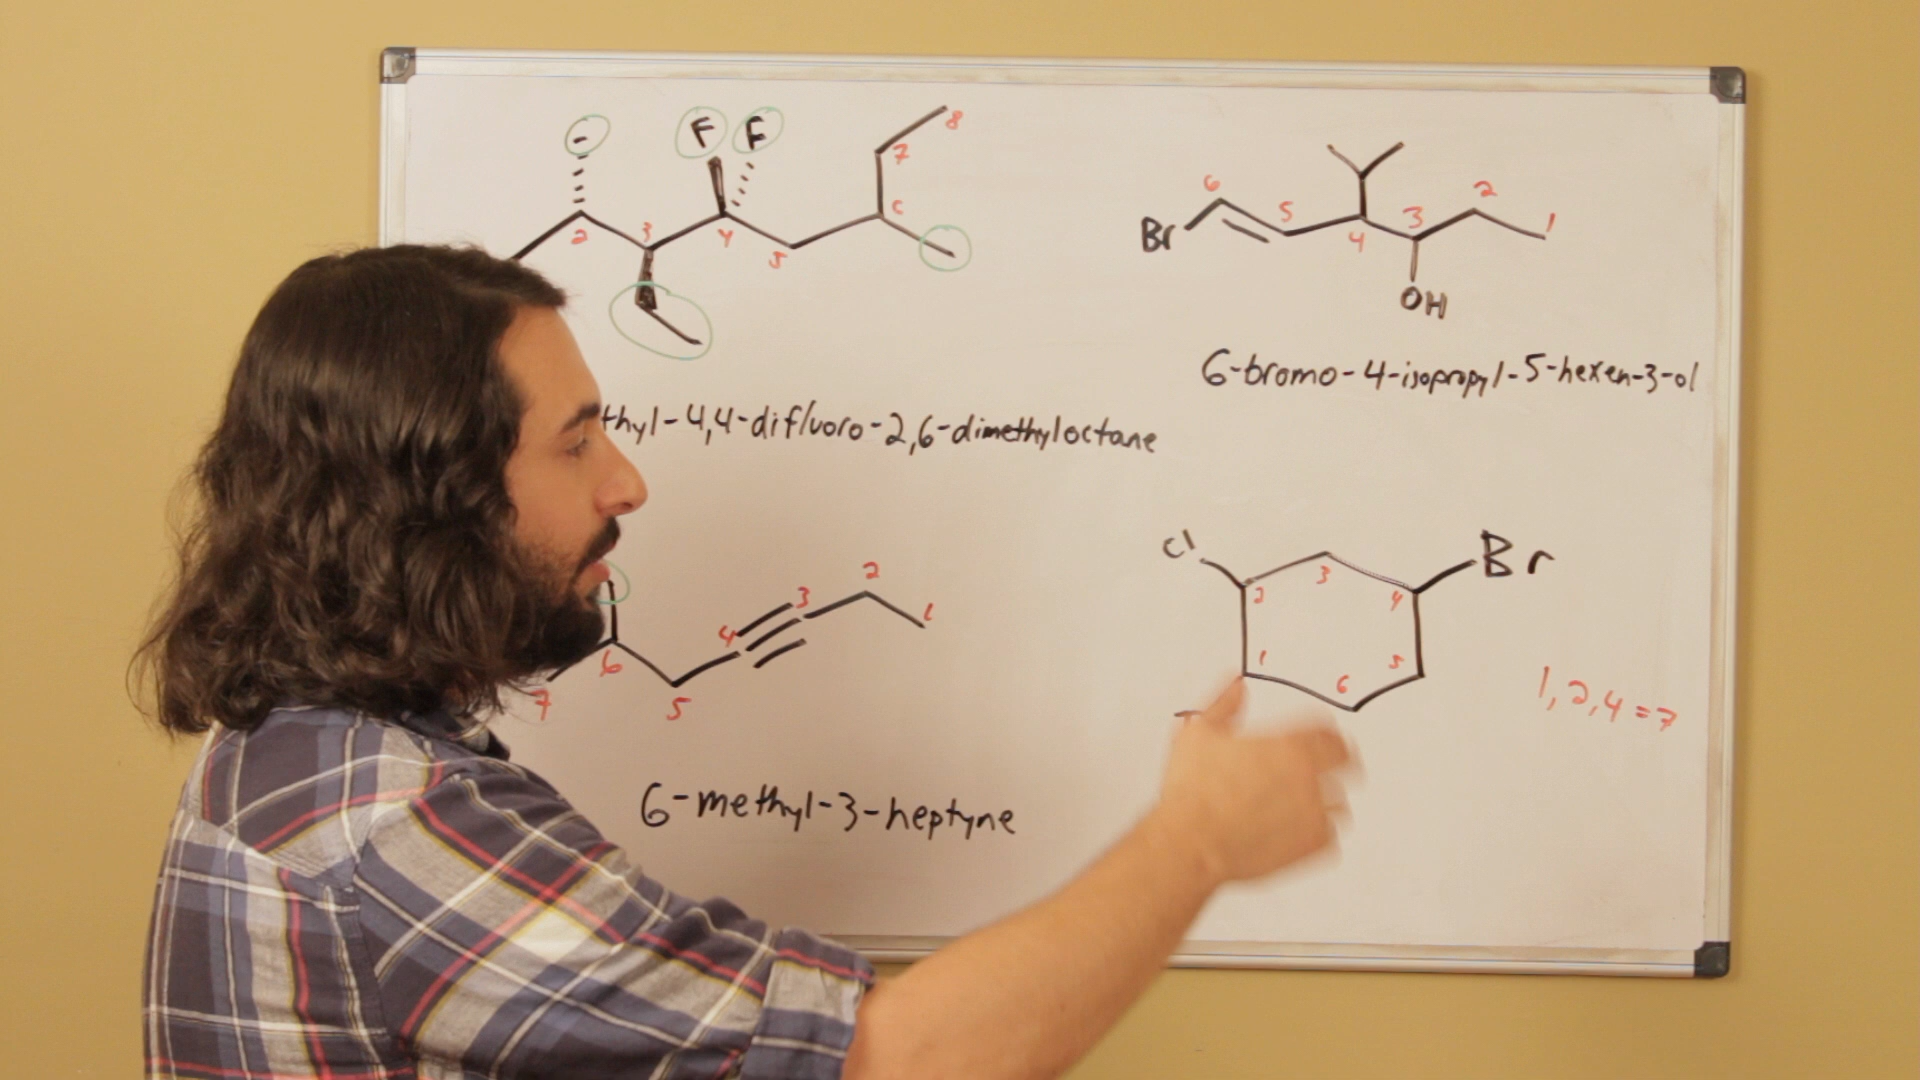 F F
8
7
2 3 4 5 6
thyl-4,4-difluoro-2,6-dimethyloctane
6 5 4 3 2 1
Br
OH
6-bromo-4-isopropyl-5-hexen-3-ol
7 6 5 4 3 2 1
6-methyl-3-heptyne
Cl Br
2 3 4
1 6 5
1,2,4=7